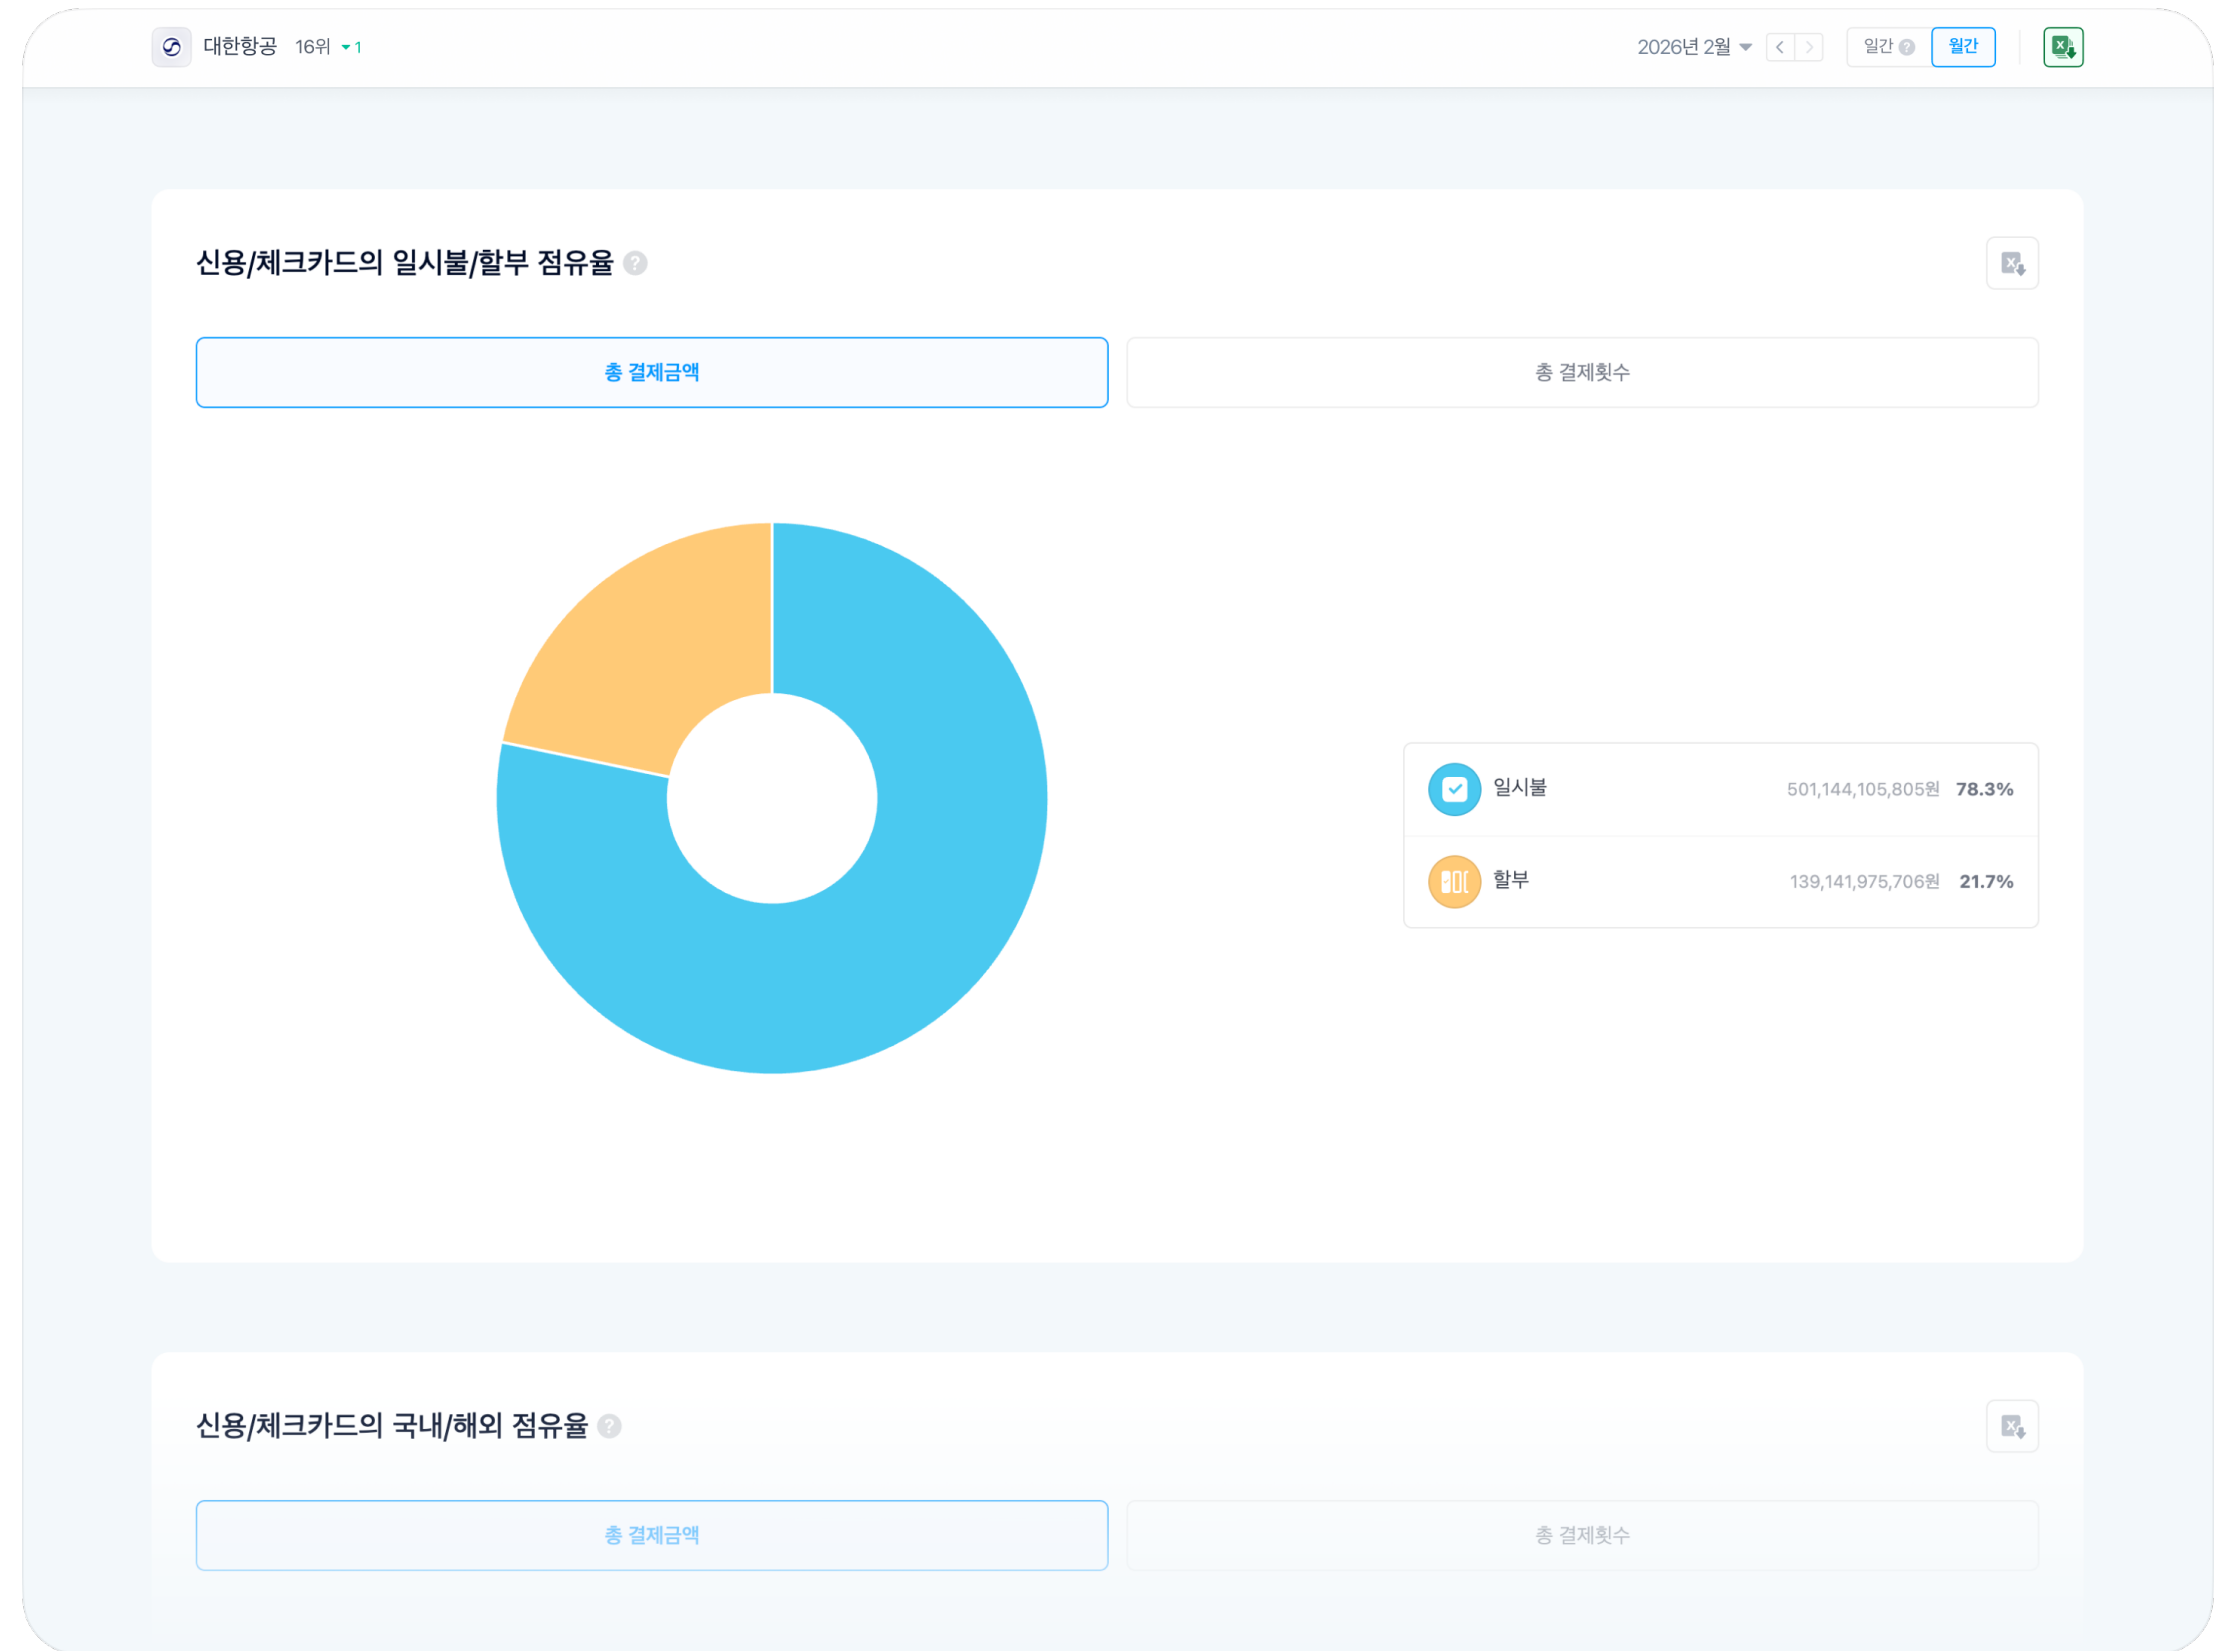 대한항공 16위 1 2026년 2월 일간 ? 월간
신용/체크카드의 일시불/할부 점유율 ?
총 결제금액 총 결제횟수
일시불 501,144,105,805원 78.3%
할부 139,141,975,706원 21.7%
신용/체크카드의 국내/해외 점유율 ?
총 결제금액 총 결제횟수